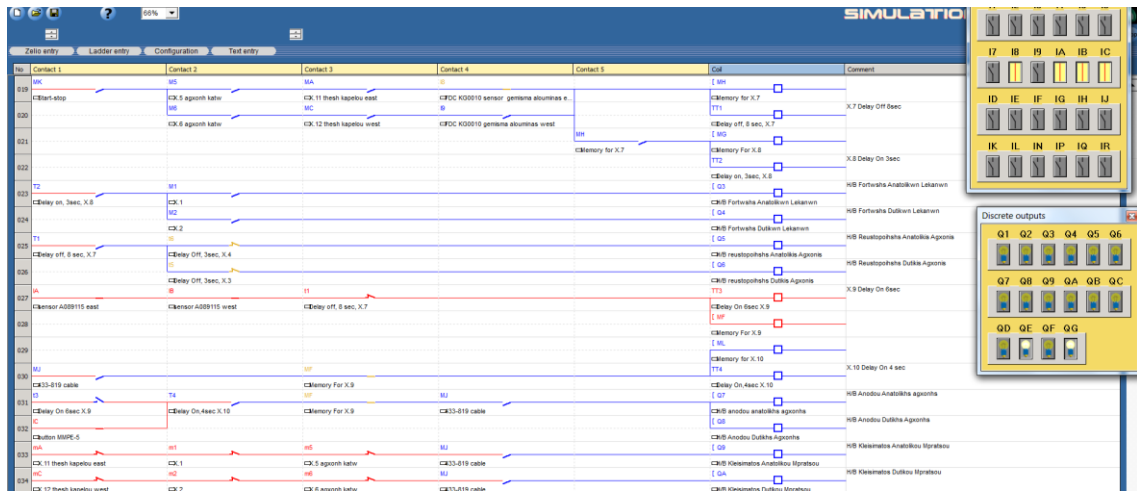 66%
SIMULATIO
Zelio entry Ladder entry Configuration Text entry
No Contact 1 Contact 2 Contact 3 Contact 4 Contact 5 Coil Comment
019 MK M5 MA [ MH
Start-stop X.5 agxonh katw X.11 thesh kapelou east FDC KG0010 sensor gemisma alouminas e... Memory for X.7
020 M6 MC I9 TT1 X.7 Delay Off 8sec
X.6 agxonh katw X.12 thesh kapelou west FDC KG0010 gemisma alouminas west Delay off, 8 sec, X.7
021 MH [ MG
Memory for X.7 Memory For X.8
022 TT2 X.8 Delay On 3sec
Delay on, 3sec, X.8
023 T2 M1 [ Q3 H/B Fortwshs Anatolikwn Lekanwn
Delay on, 3sec, X.8 X.1 H/B Fortwshs Anatolikwn Lekanwn
024 M2 [ Q4 H/B Fortwshs Dutikwn Lekanwn
X.2 H/B Fortwshs Dutikwn Lekanwn
025 T1 [ Q5 H/B Reustopoihshs Anatolikis Agxonis
Delay off, 8 sec, X.7 Delay Off, 3sec, X.4 H/B reustopoihshs Anatolikis Agxonis
026 [ Q6 H/B Reustopoihshs Dutikis Agxonis
Delay Off, 3sec, X.3 H/B reustopoihshs Dutikis Agxonis
027 IA IB t1 TT3 X.9 Delay On 6sec
sensor A089115 east sensor A089115 west Delay off, 8 sec, X.7 Delay On 6sec X.9
028 [ MF
Memory For X.9
029 [ ML
Memory for X.10
030 MJ MF TT4 X.10 Delay On 4 sec
433-819 cable Memory For X.9 Delay On,4sec X.10
031 t3 T4 MF MJ [ Q7 H/B Anodou Anatolikhs agxonhs
Delay On 6sec X.9 Delay On,4sec X.10 Memory For X.9 433-819 cable H/B anodou anatolikhs agxonhs
032 IC [ Q8 H/B Anodou Dutikhs Agxonhs
button MMPE-5 H/B Anodou Dutikhs Agxonhs
033 mA m1 m5 MJ [ Q9 H/B Kleisimatos Anatolikou Mpratsou
X.11 thesh kapelou east X.1 X.5 agxonh katw 433-819 cable H/B Kleisimatos Anatolikou Mpratsou
034 mC m2 m6 MJ [ QA H/B Kleisimatos Dutikou Mpratsou
X.12 thesh kapelou west X.2 X.6 agxonh katw 433-819 cable H/B Kleisimatos Dutikou Mpratsou
I7 I8 I9 IA IB IC
ID IE IF IG IH IJ
IK IL IN IP IQ IR
Discrete outputs
Q1 Q2 Q3 Q4 Q5 Q6
Q7 Q8 Q9 QA QB QC
QD QE QF QG